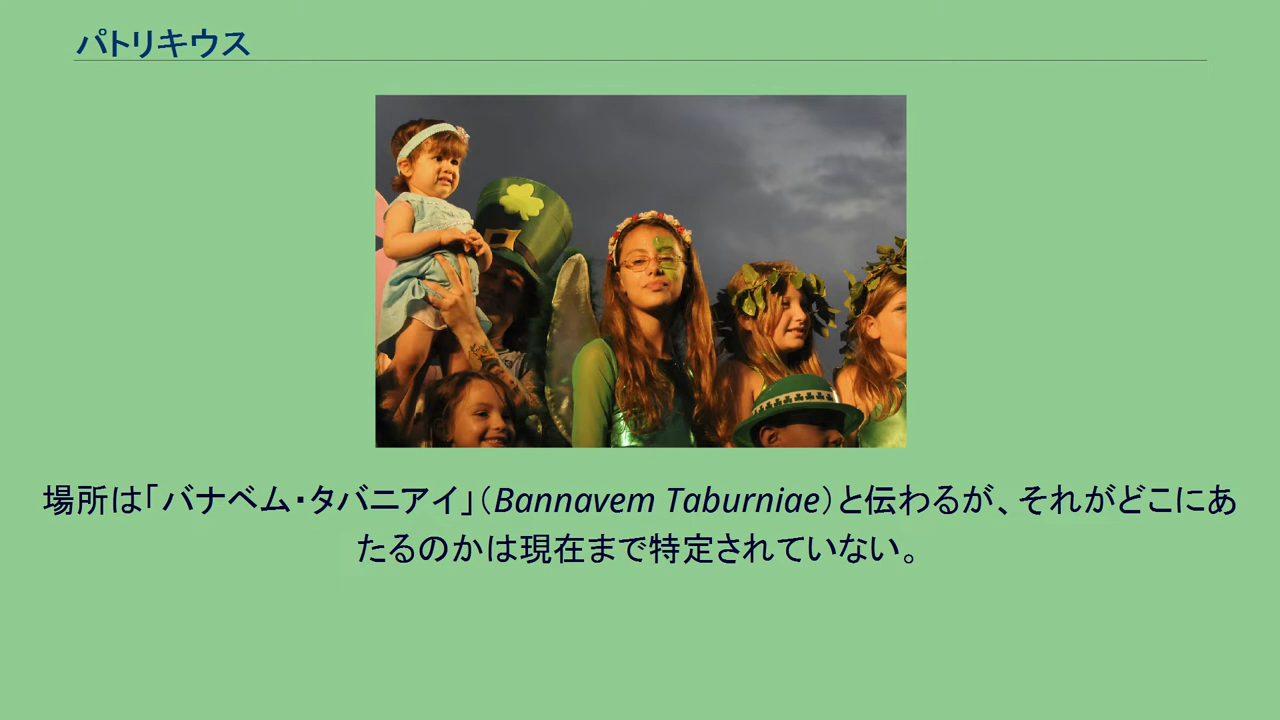 パトリキウス
場所は「バナベム・タバニアイ」（Bannavem Taburniae）と伝わるが、それがどこにあ
たるのかは現在まで特定されていない。